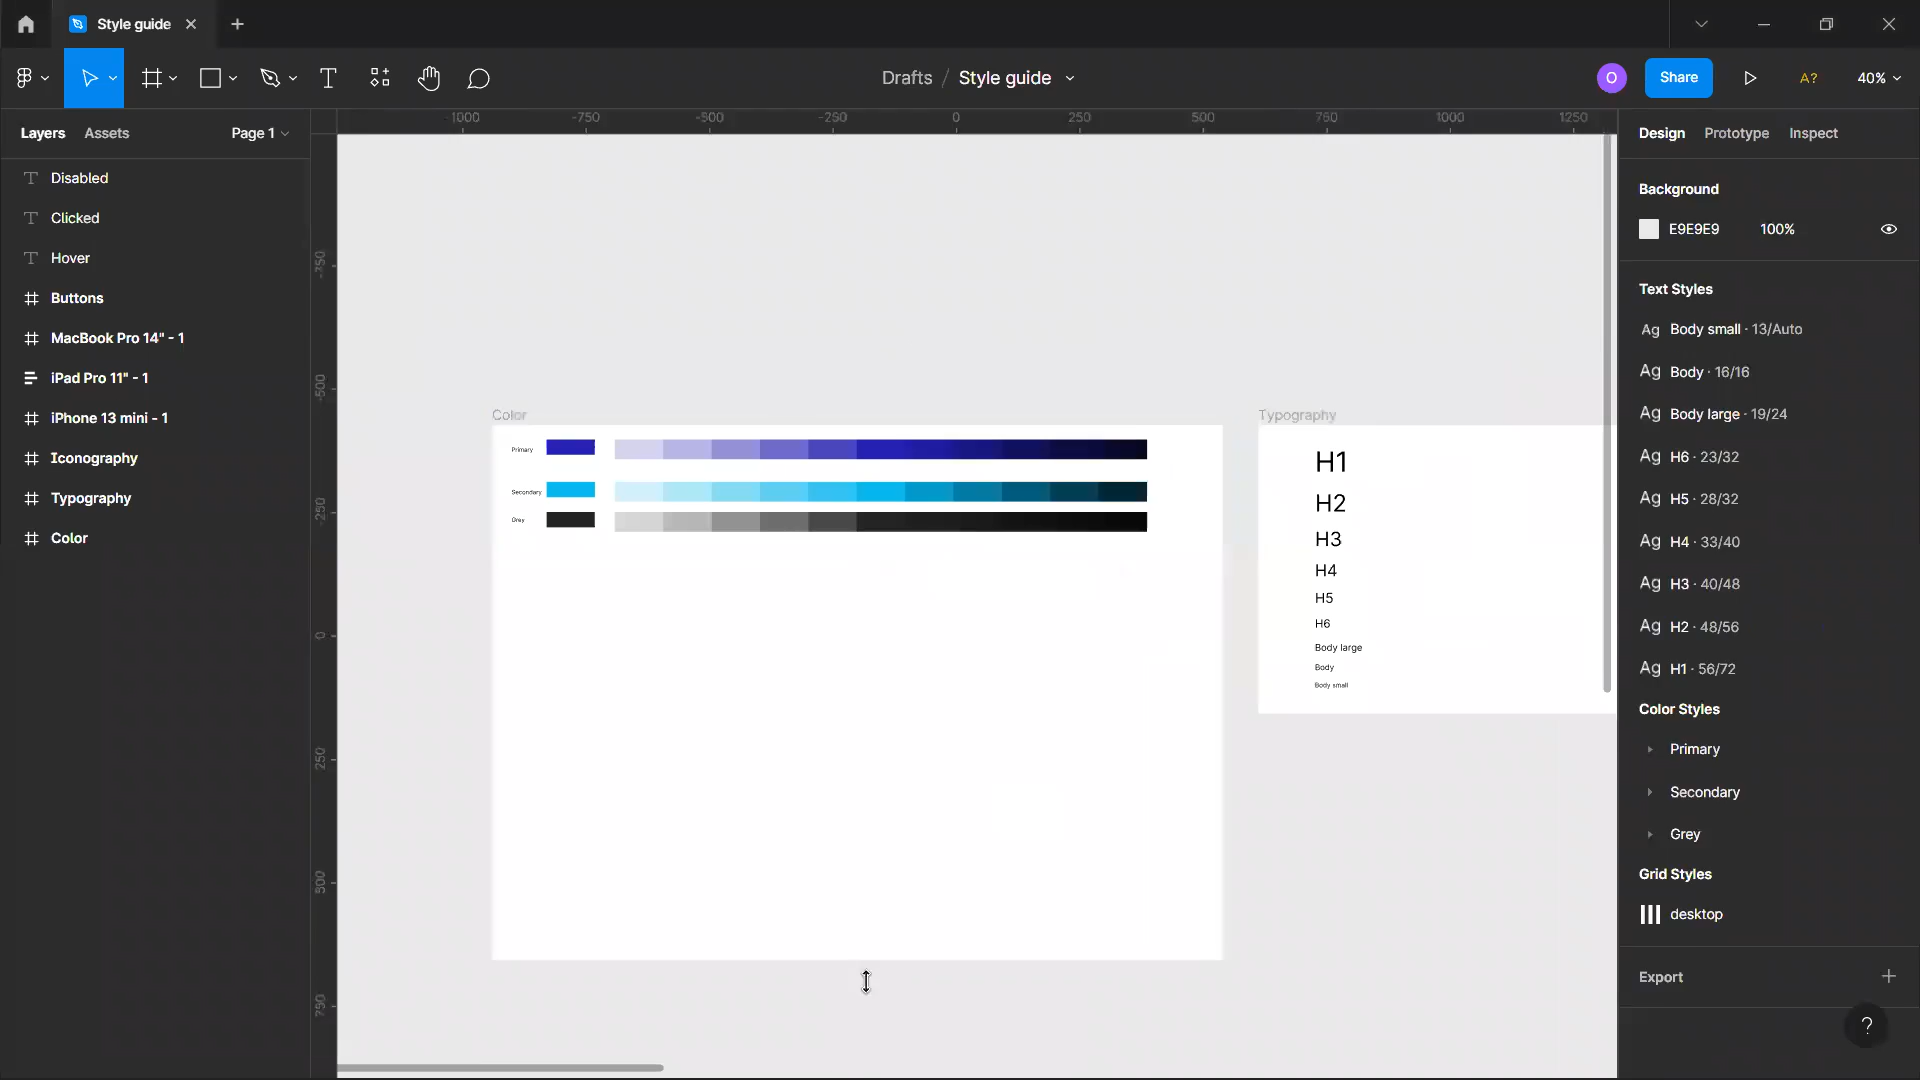 Style guide
Drafts / Style guide
O
Share
A?
40%
Layers
Assets
Page 1
Disabled
Clicked
Hover
Buttons
MacBook Pro 14" - 1
iPad Pro 11" - 1
iPhone 13 mini - 1
Iconography
Typography
Color
-1000
-750
-500
-250
0
250
500
750
1000
1250
-500
-250
0
250
500
Color
Primary
Secondary
Grey
Typography
H1
H2
H3
H4
H5
H6
Body large
Body
Body small
Design
Prototype
Inspect
Background
E9E9E9
100%
Text Styles
Ag Body small · 13/Auto
Ag Body · 16/16
Ag Body large · 19/24
Ag H6 · 23/32
Ag H5 · 28/32
Ag H4 · 33/40
Ag H3 · 40/48
Ag H2 · 48/56
Ag H1 · 56/72
Color Styles
Primary
Secondary
Grey
Grid Styles
desktop
Export
?